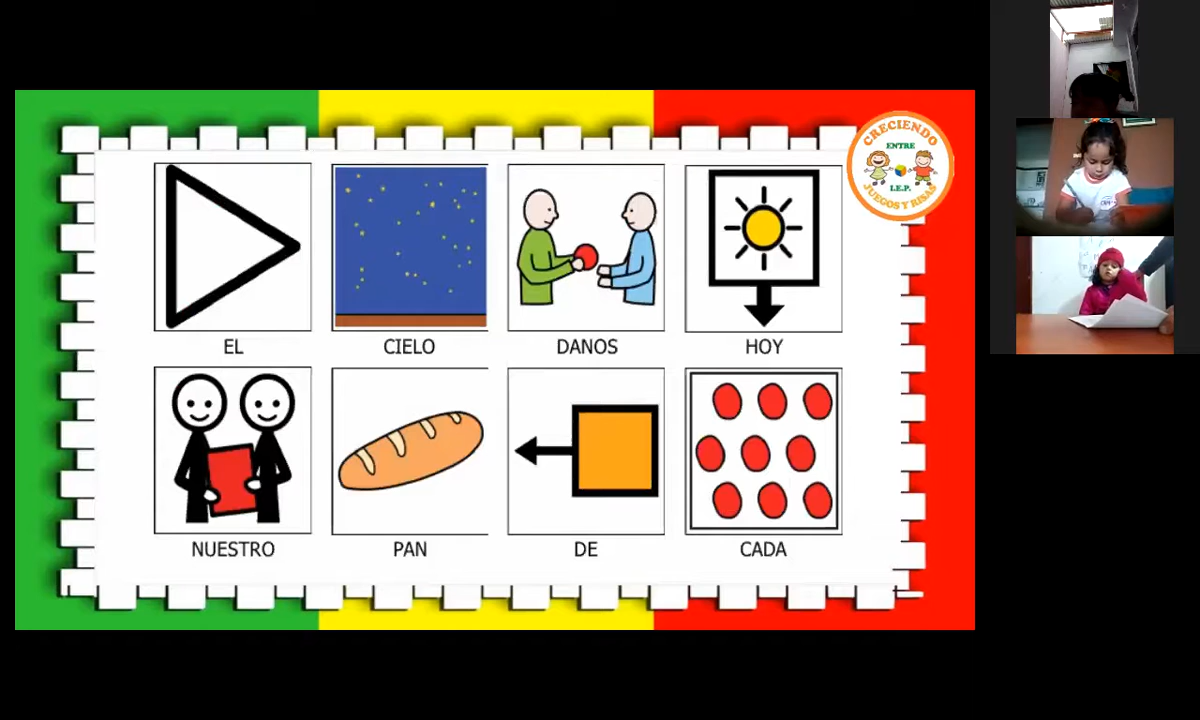 CRECIENDO
ENTRE
I.E.P.
JUEGOS Y RISAS
EL CIELO DANOS HOY
NUESTRO PAN DE CADA